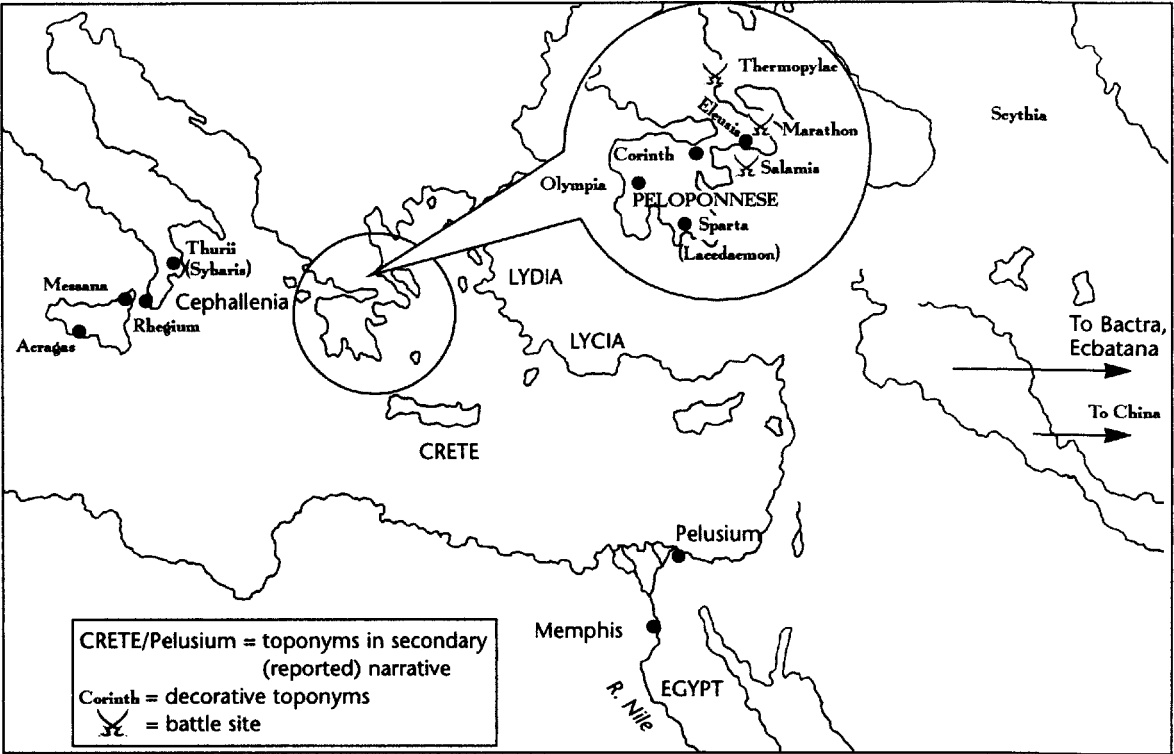 Thermopylae
Scythia
Eleusis
Marathon
Corinth
Salamis
Olympia
PELOPONNESE
Sparta
(Lacedaemon)
Thurii
(Sybaris)
LYDIA
Messana
Cephallenia
Rhegium
Acragas
LYCIA
To Bactra,
Ecbatana
To China
CRETE
Pelusium
Memphis
EGYPT
R. Nile
CRETE/Pelusium = toponyms in secondary
(reported) narrative
Corinth = decorative toponyms
= battle site